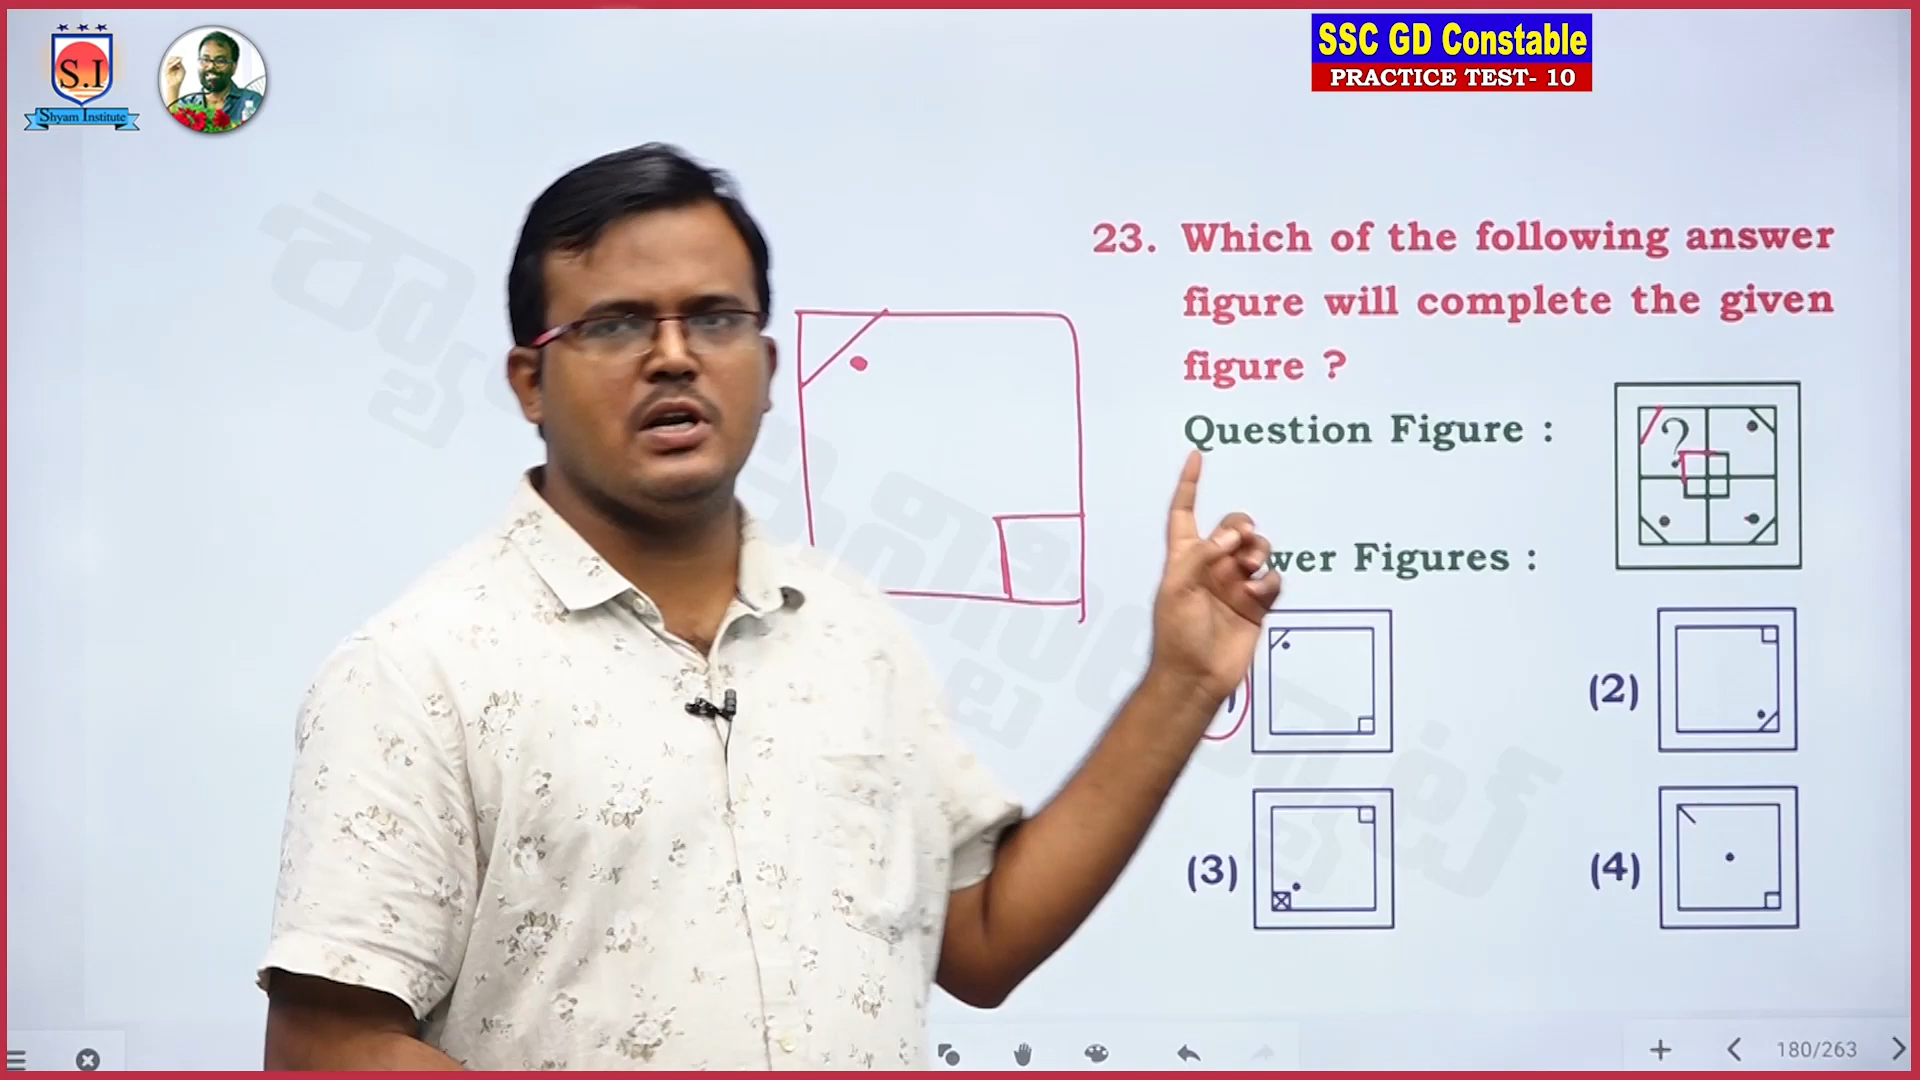 S.I
Shyam Institute
SSC GD Constable
PRACTICE TEST- 10
23. Which of the following answer
figure will complete the given
figure ?
Question Figure :
?
wer Figures :
(2)
(3)
(4)
180/263